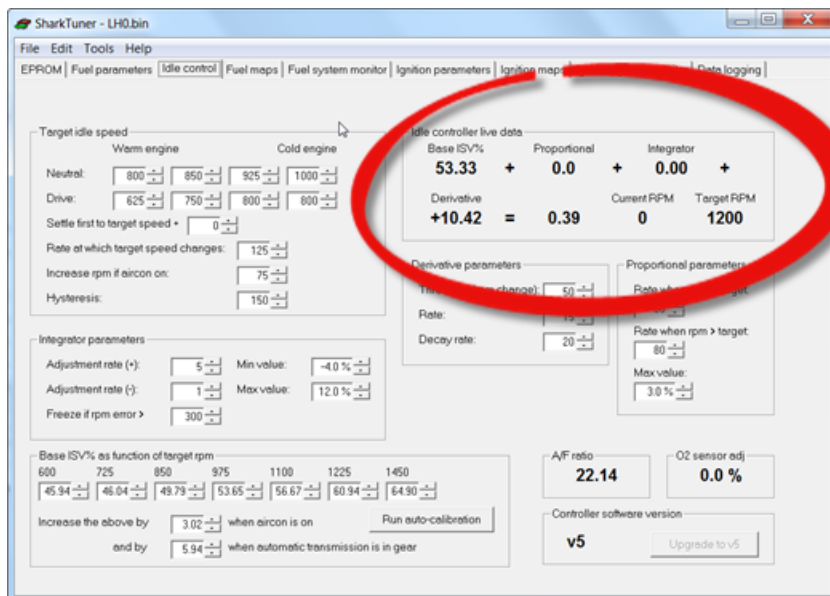 SharkTuner - LH0.bin
File Edit Tools Help
EPROM Fuel parameters Idle control Fuel maps Fuel system monitor Ignition parameters Ignition maps Data logging
Target idle speed
Warm engine Cold engine
Neutral: 800 850 925 1000
Drive: 625 750 800 800
Settle first to target speed + 0
Rate at which target speed changes: 125
Increase rpm if aircon on: 75
Hysteresis: 150
Idle controller live data
Base ISV% Proportional Integrator
53.33 + 0.0 + 0.00 +
Derivative Current RPM Target RPM
+10.42 = 0.39 0 1200
Derivative parameters
change): 50
Rate: 15
Decay rate: 20
Proportional parameters
Rate when target:
Rate when rpm > target:
80
Max value:
3.0 %
Integrator parameters
Adjustment rate (+): 5 Min value: -4.0 %
Adjustment rate (-): 1 Max value: 12.0 %
Freeze if rpm error > 300
Base ISV% as function of target rpm
600 725 850 975 1100 1225 1450
45.94 46.04 49.79 53.65 56.67 60.94 64.90
Increase the above by 3.02 when aircon is on Run auto-calibration
and by 5.94 when automatic transmission is in gear
A/F ratio
22.14
O2 sensor adj
0.0 %
Controller software version
v5 Upgrade to v5